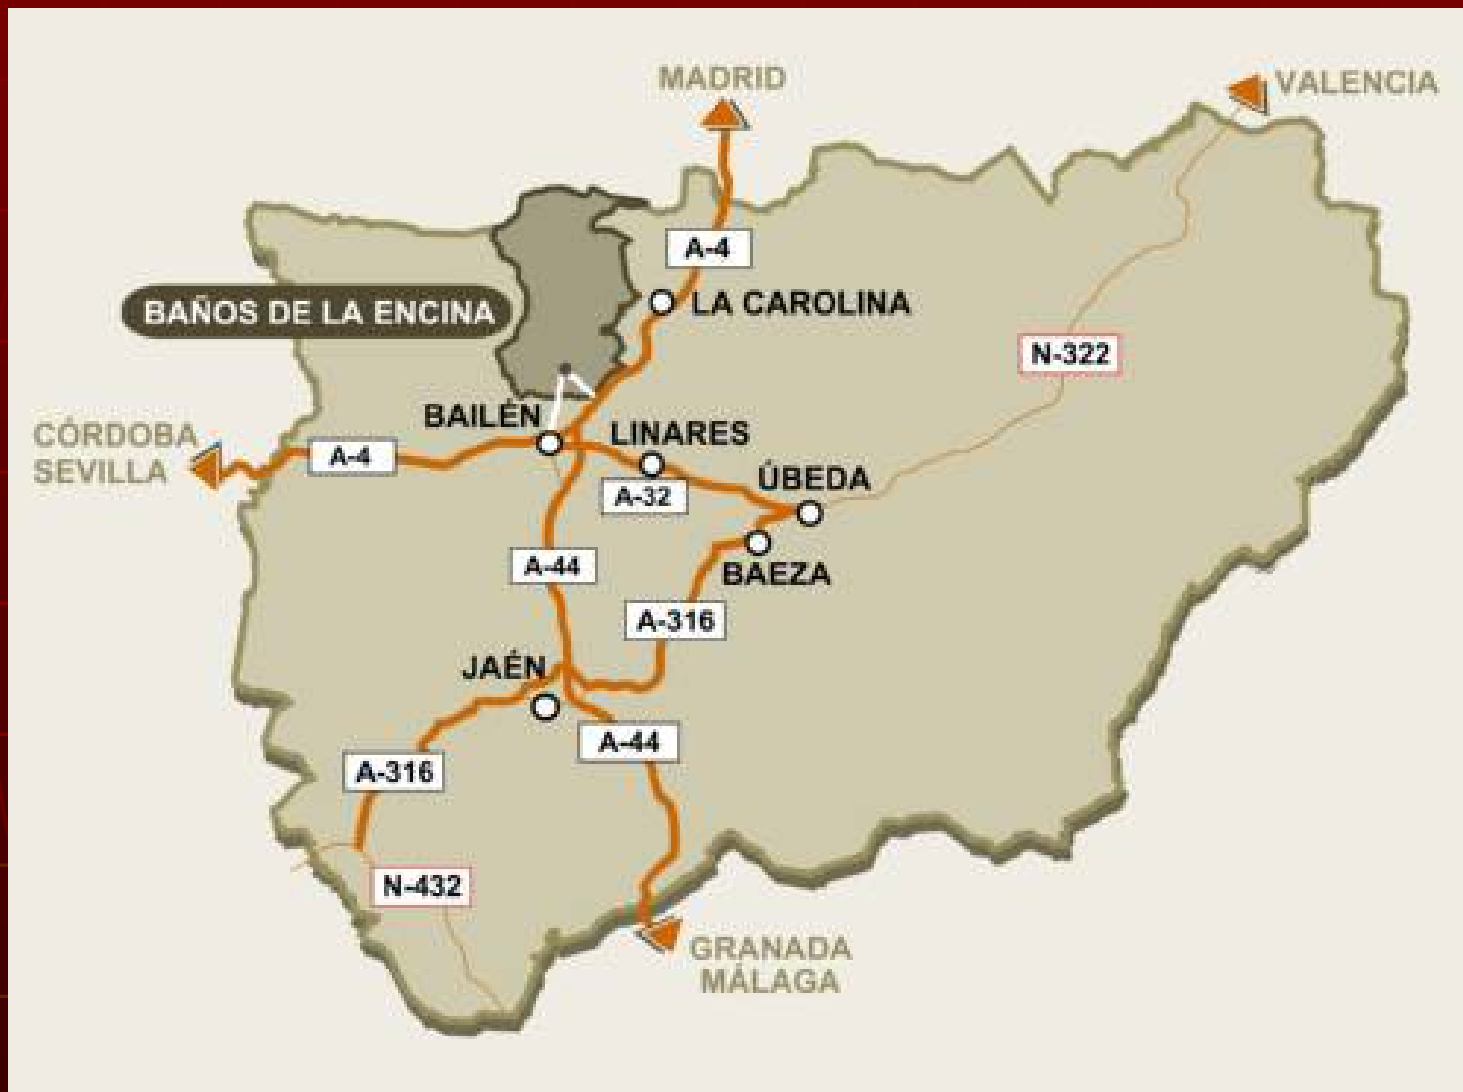 MADRID
VALENCIA
A-4
BAÑOS DE LA ENCINA
LA CAROLINA
N-322
BAILÉN
LINARES
CÓRDOBA
SEVILLA
A-4
ÚBEDA
A-32
A-44
BAEZA
A-316
JAÉN
A-44
A-316
N-432
GRANADA
MÁLAGA